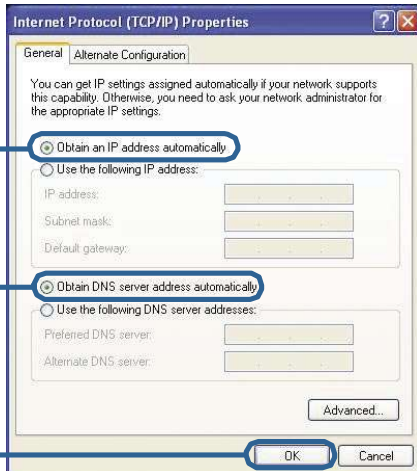 Internet Protocol (TCP/IP) Properties
General
Alternate Configuration
You can get IP settings assigned automatically if your network supports
this capability. Otherwise, you need to ask your network administrator for
the appropriate IP settings.
Obtain an IP address automatically
Use the following IP address:
IP address:
Subnet mask:
Default gateway:
Obtain DNS server address automatically
Use the following DNS server addresses:
Preferred DNS server:
Alternate DNS server:
Advanced...
OK
Cancel